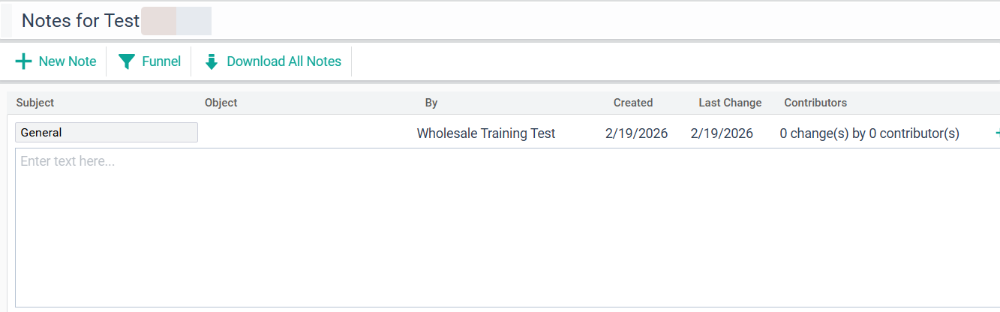 Notes for Test
New Note Funnel Download All Notes
Subject Object By Created Last Change Contributors
General Wholesale Training Test 2/19/2026 2/19/2026 0 change(s) by 0 contributor(s)
Enter text here...